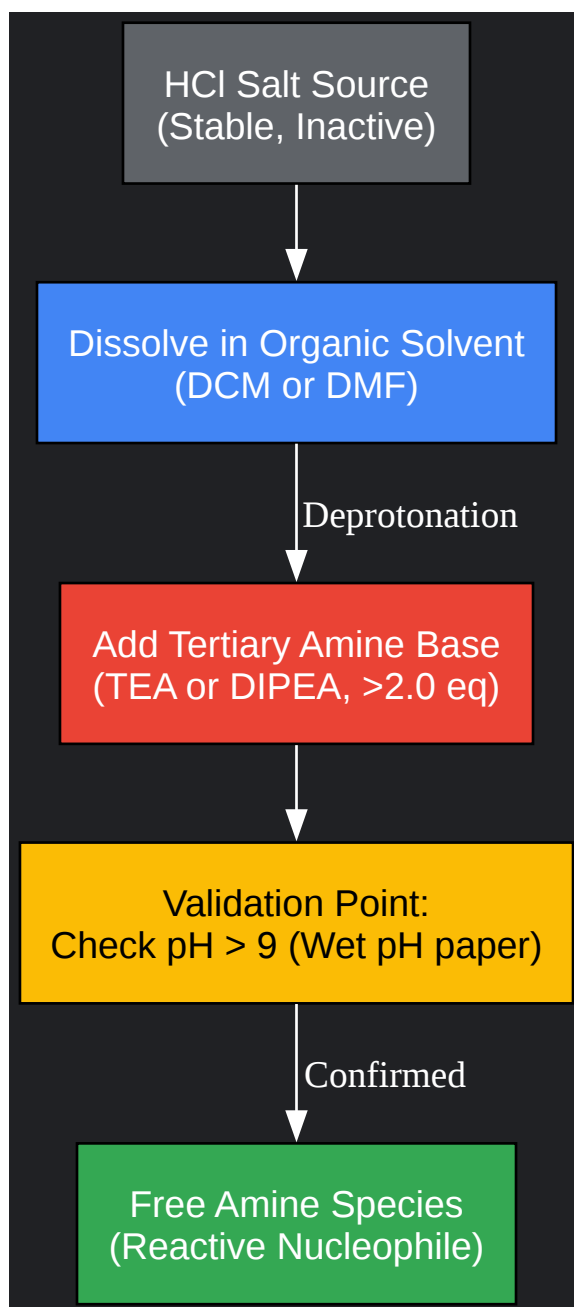 HCl Salt Source
(Stable, Inactive)
Dissolve in Organic Solvent
(DCM or DMF)
Deprotonation
Add Tertiary Amine Base
(TEA or DIPEA, >2.0 eq)
Validation Point:
Check pH > 9 (Wet pH paper)
Confirmed
Free Amine Species
(Reactive Nucleophile)